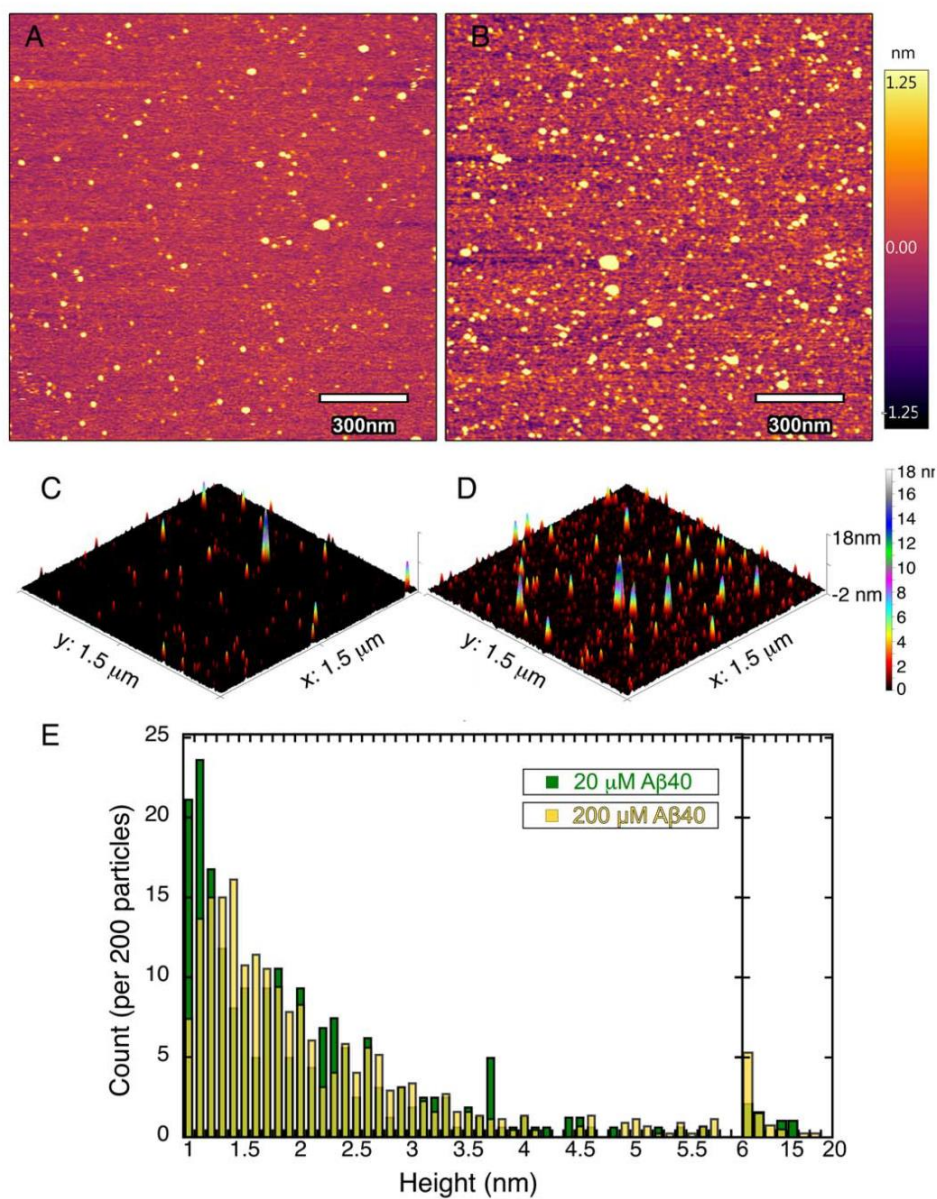 A
B
nm
1.25
0.00
-1.25
300nm
300nm
C
D
18 nm
16
14
12
10
8
6
4
2
0
18nm
-2 nm
y: 1.5 μm
x: 1.5 μm
y: 1.5 μm
x: 1.5 μm
E
25
20
15
10
5
0
Count (per 200 particles)
20 μM Aβ40
200 μM Aβ40
1 1.5 2 2.5 3 3.5 4 4.5 5 5.5 6 15 20
Height (nm)